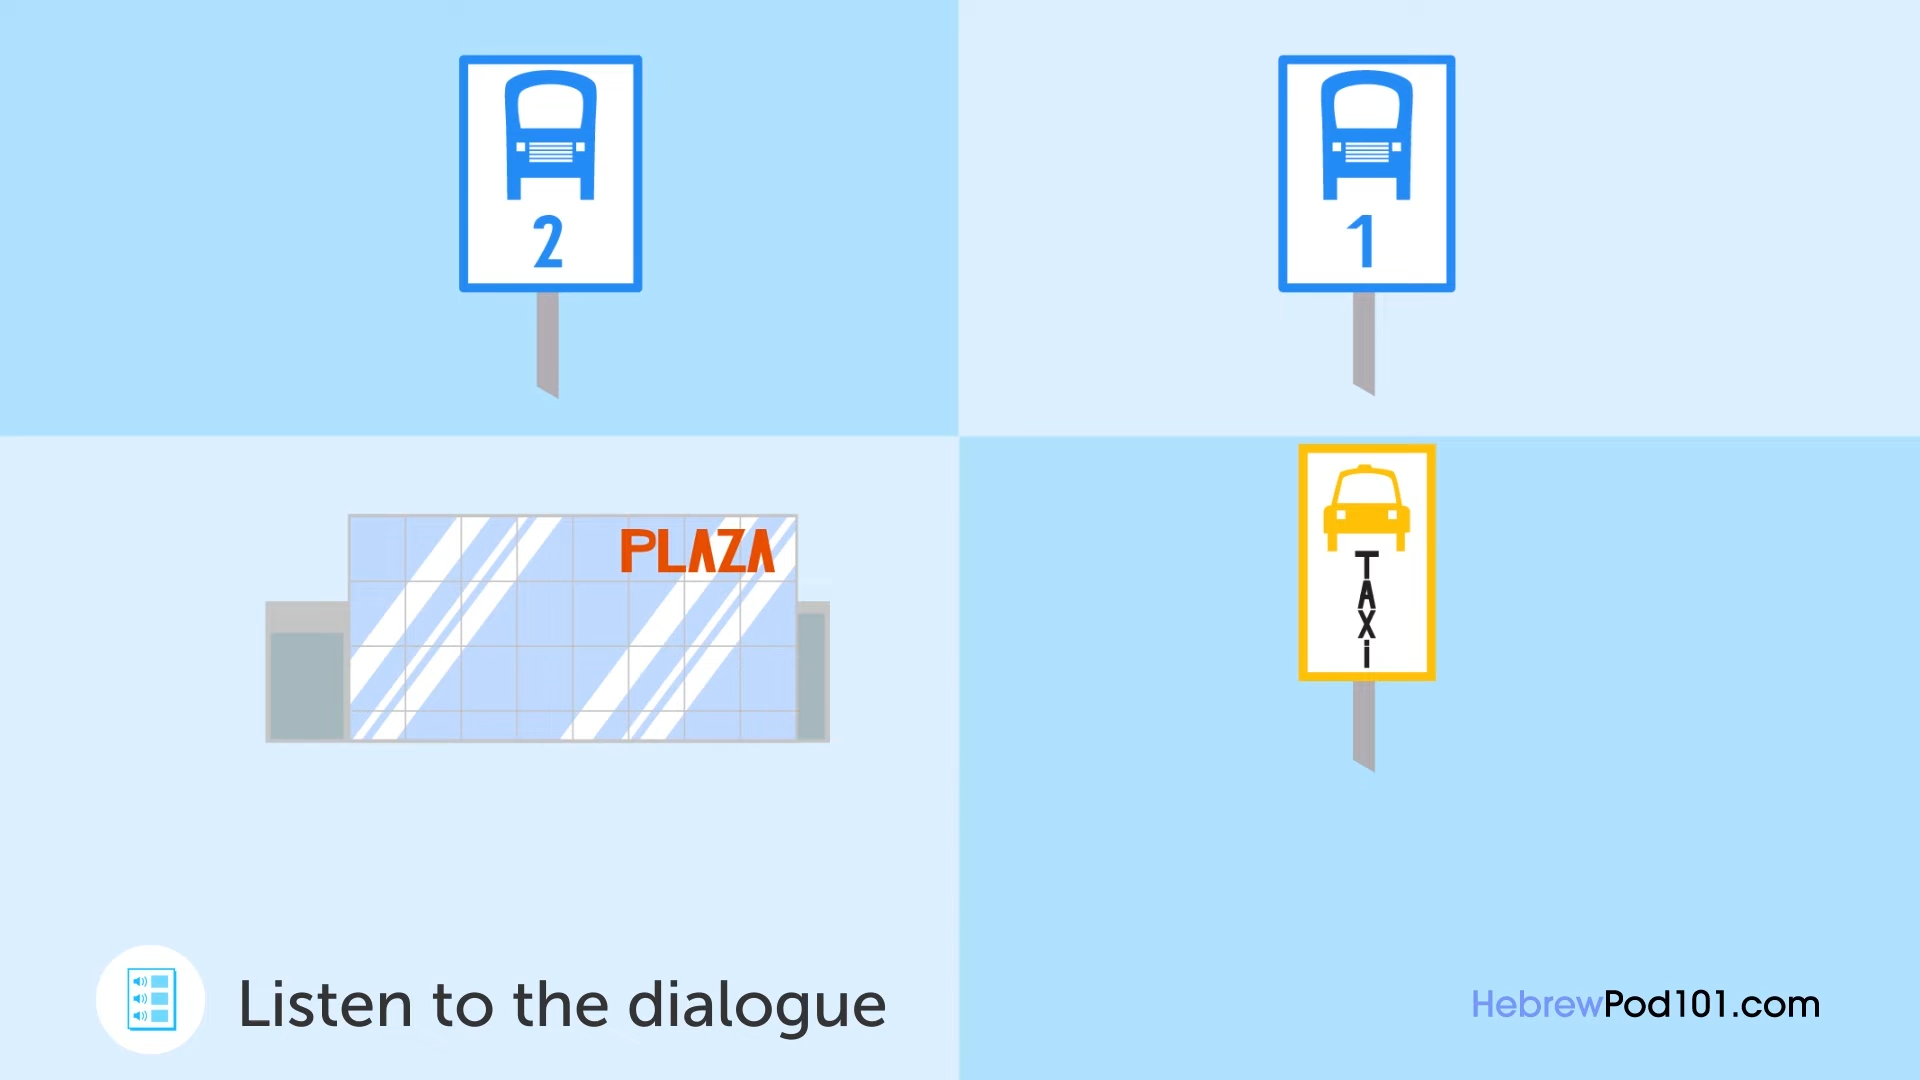 2
1
PLAZA
TAXi
Listen to the dialogue
HebrewPod101.com